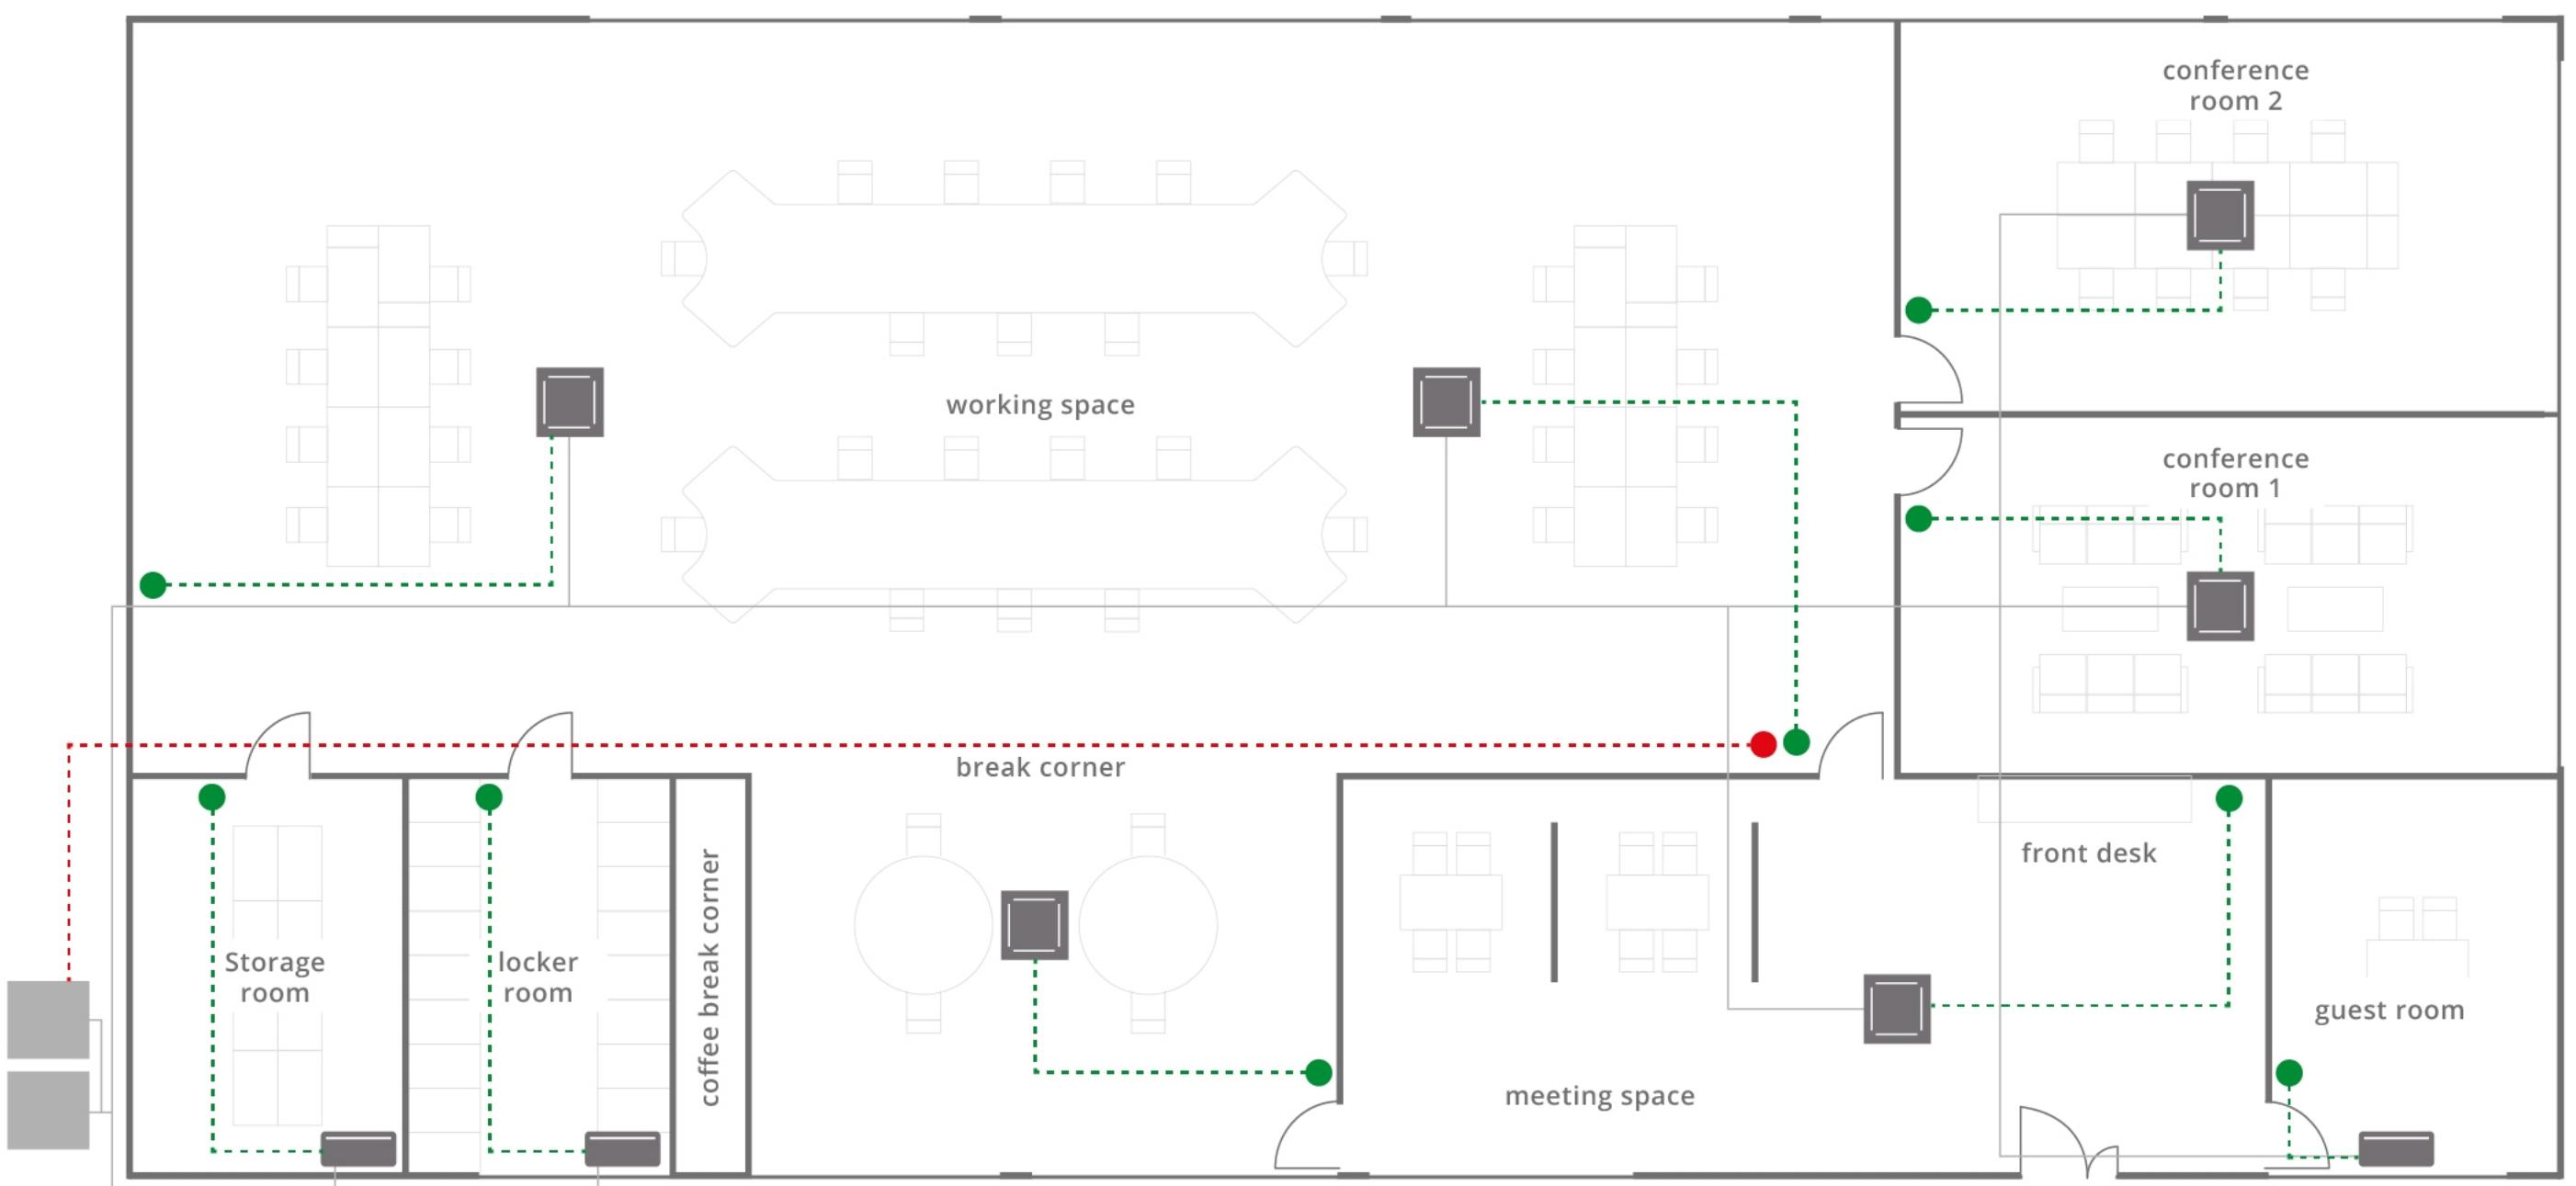 conference
room 2
working space
conference
room 1
break corner
front desk
coffee break corner
Storage
room
locker
room
guest room
meeting space